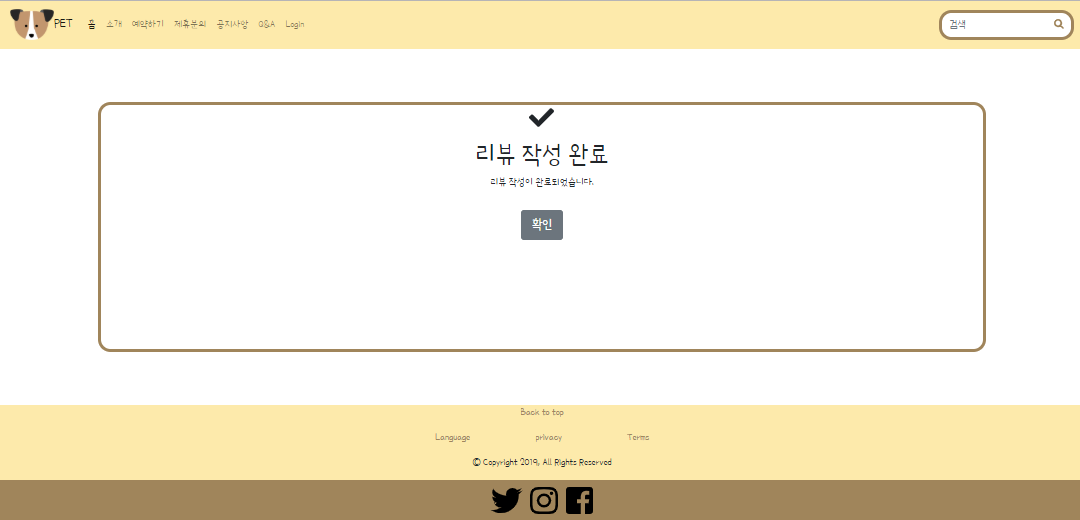 PET 홈 소개 예약하기 제휴문의 공지사항 Q&A Login 검색
리뷰 작성 완료
리뷰 작성이 완료되었습니다.
확인
Back to top
Language privacy Terms
© Copyright 2019, All Rights Reserved